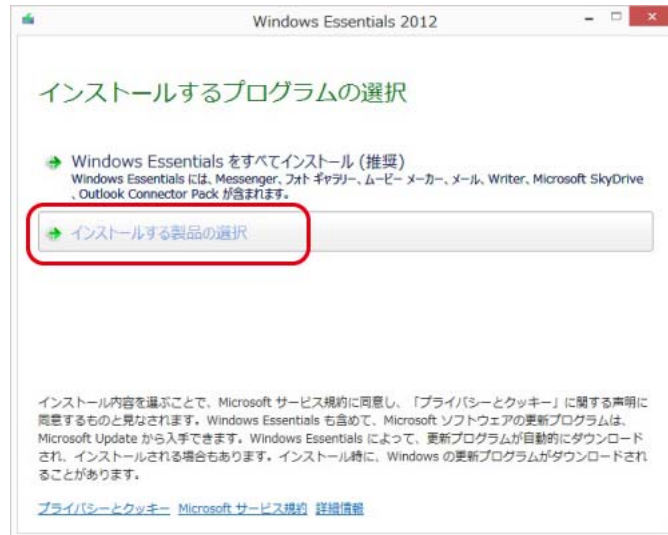 Windows Essentials 2012
インストールするプログラムの選択
Windows Essentials をすべてインストール (推奨)
Windows Essentials には、Messenger、フォト ギャラリー、ムービー メーカー、メール、Writer、Microsoft SkyDrive
、Outlook Connector Pack が含まれます。
インストールする製品の選択
インストール内容を選ぶことで、Microsoft サービス規約に同意し、「プライバシーとクッキー」に関する声明に
同意するものと見なされます。Windows Essentials も含めて、Microsoft ソフトウェアの更新プログラムは、
Microsoft Update から入手できます。Windows Essentials によって、更新プログラムが自動的にダウンロード
され、インストールされる場合もあります。インストール時に、Windows の更新プログラムがダウンロードされ
ることがあります。
プライバシーとクッキー Microsoft サービス規約 詳細情報